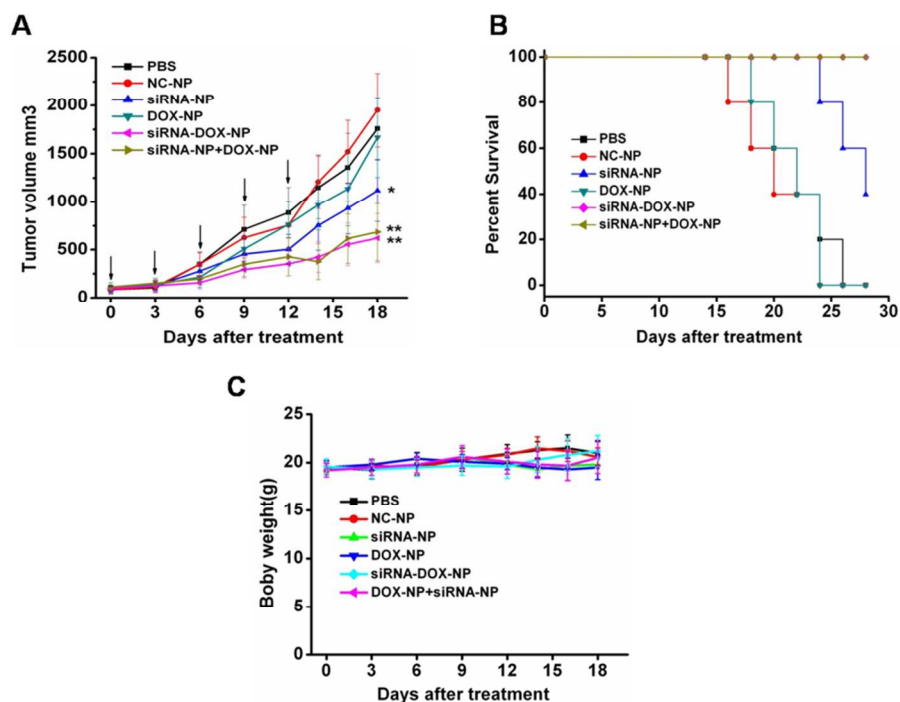 A
Tumor volume mm3
2500
2000
1500
1000
500
0
PBS
NC-NP
siRNA-NP
DOX-NP
siRNA-DOX-NP
siRNA-NP+DOX-NP
*
**
**
0 3 6 9 12 15 18
Days after treatment
B
Percent Survival
100
80
60
40
20
0
PBS
NC-NP
siRNA-NP
DOX-NP
siRNA-DOX-NP
siRNA-NP+DOX-NP
0 5 10 15 20 25 30
Days after treatment
C
Boby weight(g)
25
20
15
10
5
0
PBS
NC-NP
siRNA-NP
DOX-NP
siRNA-DOX-NP
DOX-NP+siRNA-NP
0 3 6 9 12 15 18
Days after treatment